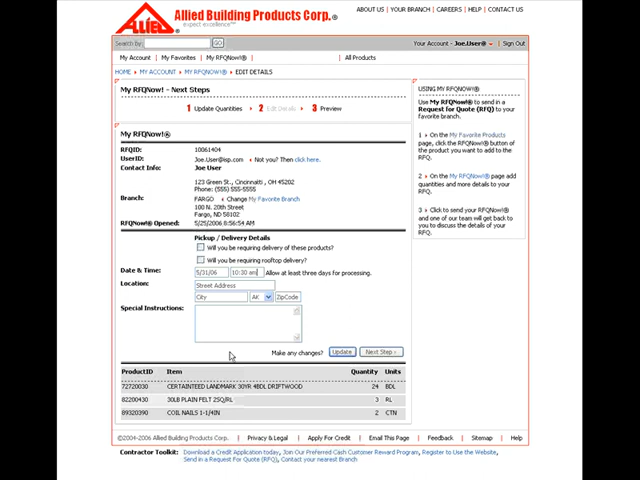 ALLIED
Allied Building Products Corp.®
expect excellence™
ABOUT US | YOUR BRANCH | CAREERS | HELP | CONTACT US
Search by: GO
Your Account - Joe.User® - Sign Out
My Account My Favorites My RFQNow!® All Products
HOME MY ACCOUNT MY RFQNOW!® EDIT DETAILS
My RFQNow! - Next Steps
1 Update Quantities 2 Edit Details 3 Preview
My RFQNow!®
RFQID: 10061404
UserID: Joe.User@isp.com Not you? Then click here.
Contact Info: Joe User
123 Green St., Cincinnati , OH 45202
Phone: (555) 555-5555
Branch: FARGO Change My Favorite Branch
100 N. 20th Street
Fargo, ND 58102
RFQNow!® Opened: 5/25/2006 8:56:54 AM
Pickup / Delivery Details
Will you be requiring delivery of these products?
Will you be requiring rooftop delivery?
Date & Time: 5/31/06 10:30 am Allow at least three days for processing.
Location: Street Address
City AK ZipCode
Special Instructions:
Make any changes? Update Next Step
ProductID Item Quantity Units
72720030 CERTAINTEED LANDMARK 30YR 4BDL DRIFTWOOD 24 BDL
82200430 30LB PLAIN FELT 2SQ/RL 3 RL
89320390 COIL NAILS 1-1/4IN 2 CTN
USING MY RFQNOW!®
Use My RFQNow!® to send in a
Request for Quote (RFQ) to your
favorite branch.
1 On the My Favorite Products
page, click the RFQNow!® button
of the product you want to add to the
RFQ.
2 On the My RFQNow!® page add
quantities and more details to your
RFQ.
3 Click to send your RFQNow!®
and one of our team will get back
to you to discuss the details of your
RFQ.
©2004-2006 Allied Building Products Corp. Privacy & Legal Apply For Credit Email This Page Feedback Sitemap Help
Contractor Toolkit: Download a Credit Application today, Join Our Preferred Cash Customer Reward Program, Register to Use the Website,
Send in a Request For Quote (RFQ), Contact your nearest Branch